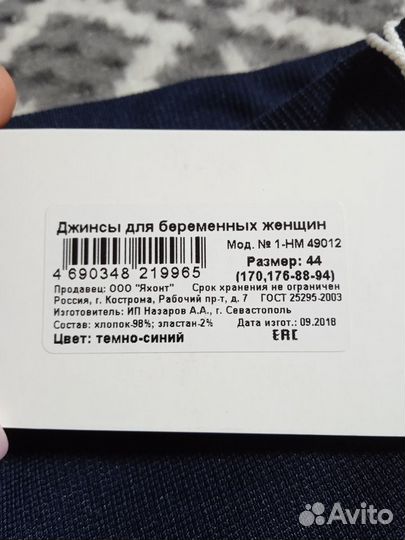 Джинсы для беременных женщин
Мод. № 1-НМ 49012
Размер: 44
(170,176-88-94)
4 690348 219965
Продавец: ООО "Яхонт" Срок хранения не ограничен
Россия, г. Кострома, Рабочий пр-т, д. 7 ГОСТ 25295-2003
Изготовитель: ИП Назаров А.А., г. Севастополь
Состав: хлопок-98%; эластан-2% Дата изгот.: 09.2018
Цвет: темно-синий EAC
Avito